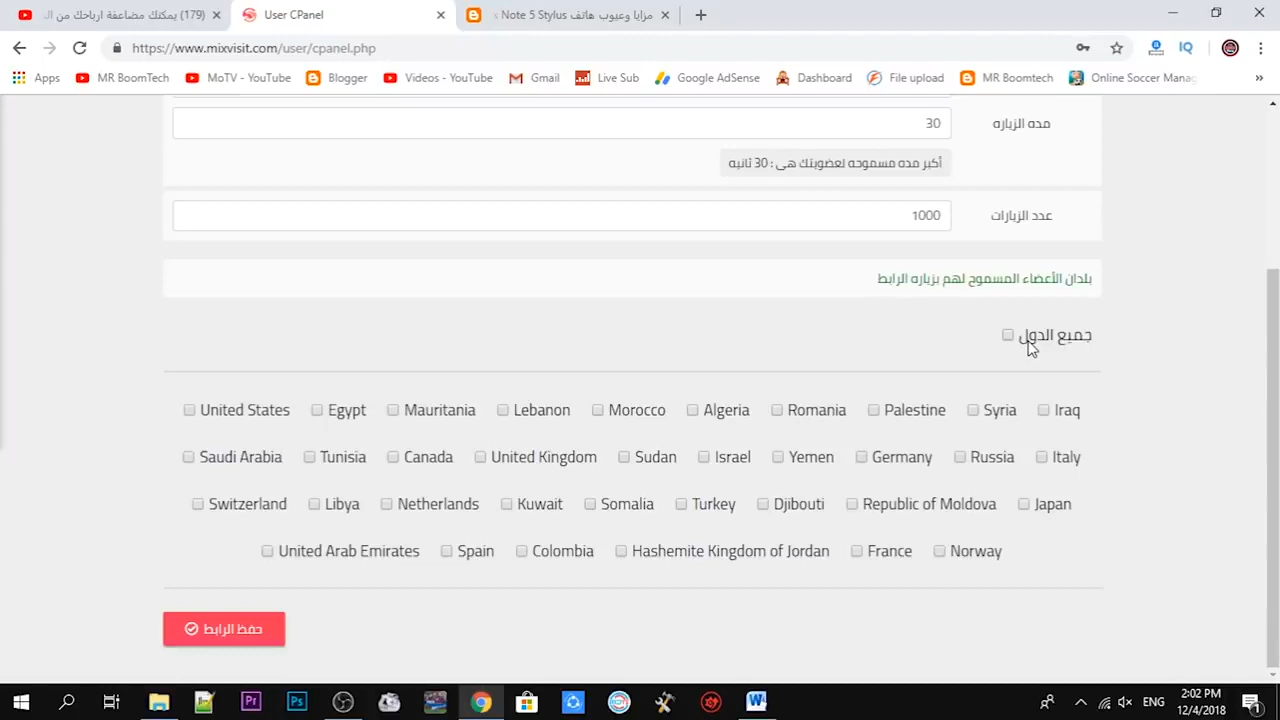 (179) يمكنك مضاعفة ارباحك من ال
User CPanel
مزايا وعيوب هاتف Note 5 Stylus
https://www.mixvisit.com/user/cpanel.php
IQ
Apps
MR BoomTech
MoTV - YouTube
Blogger
Videos - YouTube
Gmail
Live Sub
Google AdSense
Dashboard
File upload
MR Boomtech
Online Soccer Manag
»
مده الزياره
30
أكبر مده مسموحه لعضويتك هى : 30 ثانيه
عدد الزيارات
1000
بلدان الأعضاء المسموح لهم بزياره الرابط
جميع الدول
United States Egypt Mauritania Lebanon Morocco Algeria Romania Palestine Syria Iraq
Saudi Arabia Tunisia Canada United Kingdom Sudan Israel Yemen Germany Russia Italy
Switzerland Libya Netherlands Kuwait Somalia Turkey Djibouti Republic of Moldova Japan
United Arab Emirates Spain Colombia Hashemite Kingdom of Jordan France Norway
حفظ الرابط
Pr
Ps
W
ENG
2:02 PM
12/4/2018
1